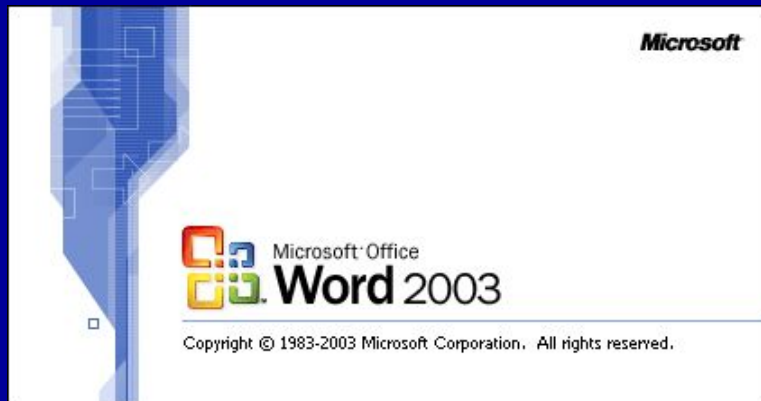 Microsoft
Microsoft Office
Word 2003
Copyright © 1983-2003 Microsoft Corporation. All rights reserved.